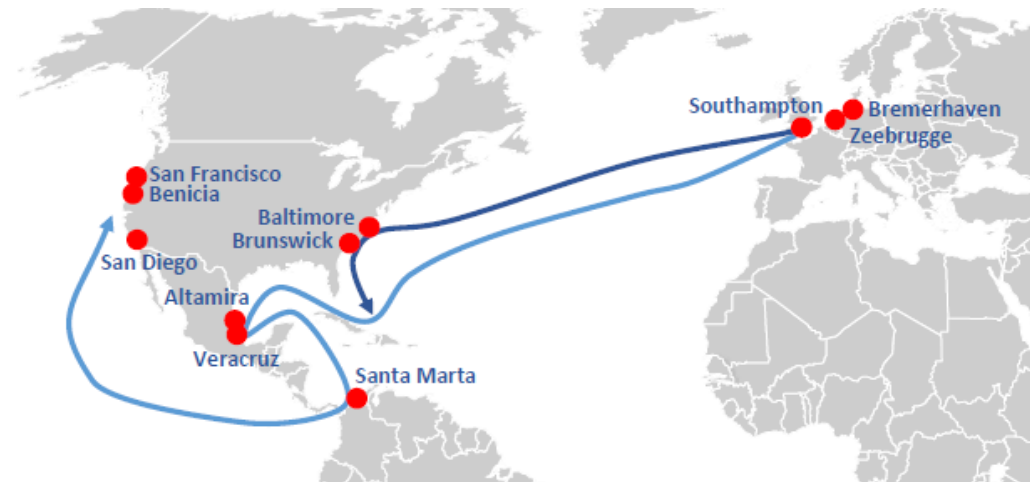 Southampton
Bremerhaven
Zeebrugge
San Francisco
Benicia
Baltimore
Brunswick
San Diego
Altamira
Veracruz
Santa Marta